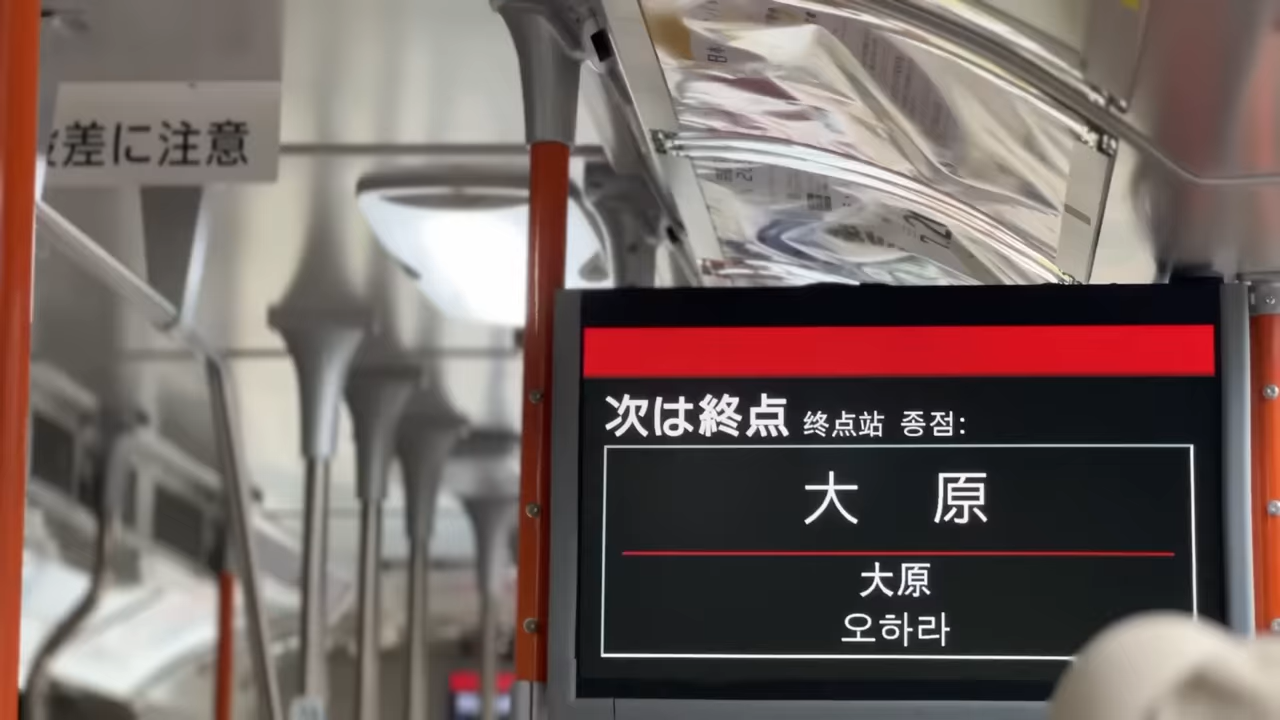 差に注意
次は終点 终点站 종점:
大 原
大原
오하라